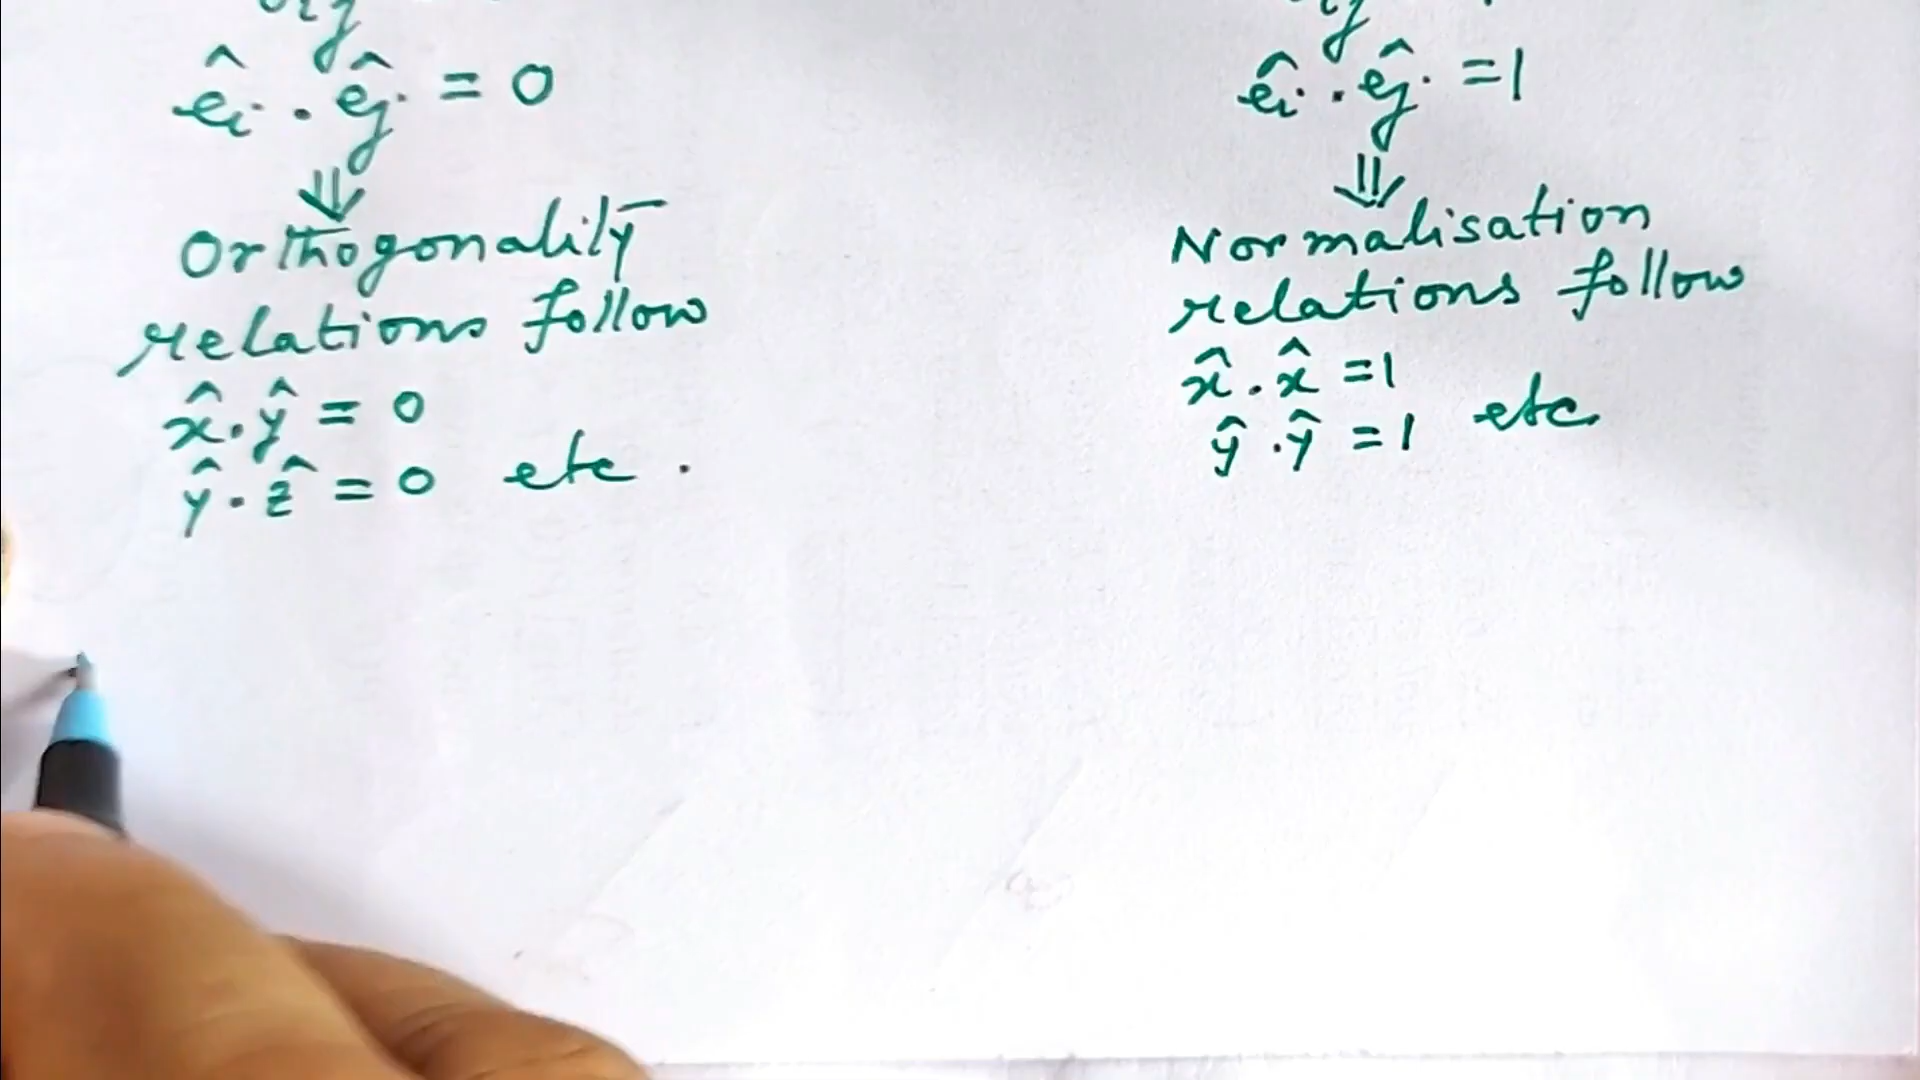 êi . êj = 0
⇓
Orthogonality
relations follow
x̂.ŷ = 0
ŷ.ẑ = 0 etc.
êi . êj = 1
⇓
Normalisation
relations follow
x̂.x̂ = 1
ŷ.ŷ = 1 etc